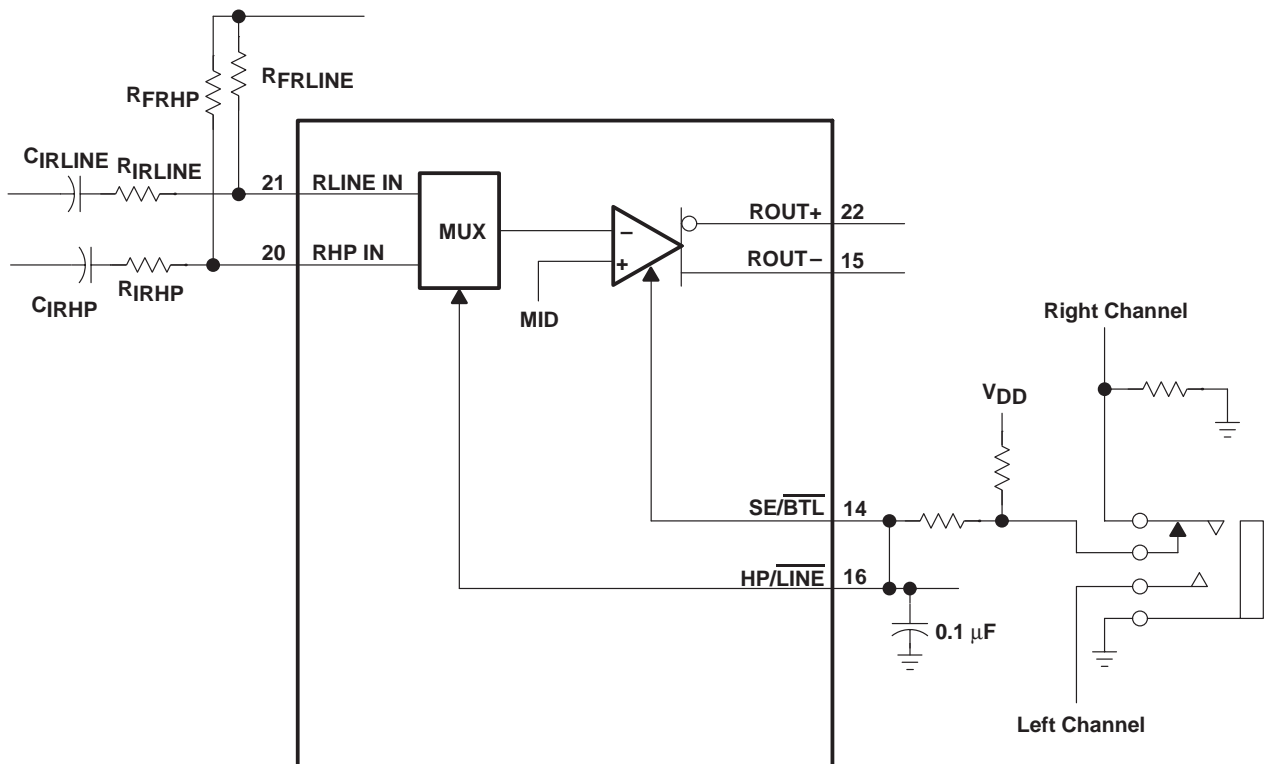 RFRHP
RFRLINE
CIRLINE
RIRLINE
21
RLINE IN
MUX
ROUT+
22
20
RHP IN
−
+
ROUT−
15
CIRHP
RIRHP
MID
Right Channel
VDD
SE/BTL
14
HP/LINE
16
0.1 μF
Left Channel